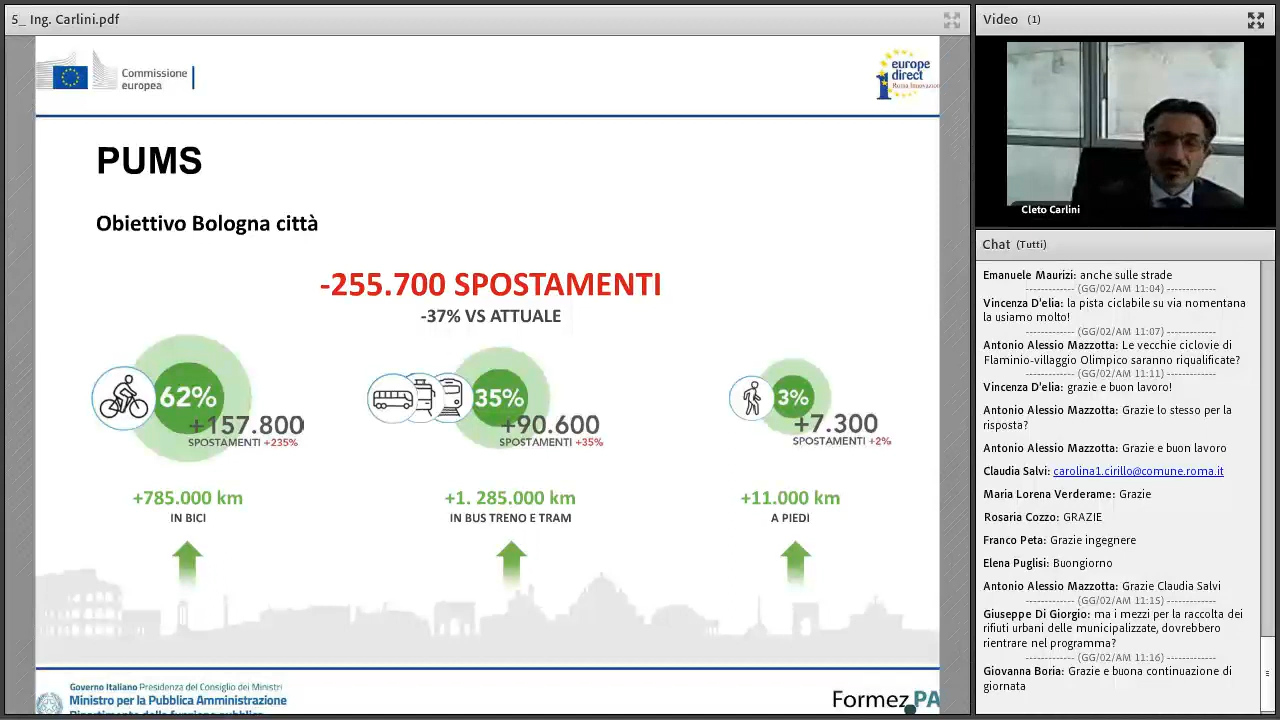 5_ Ing. Carlini.pdf
Commissione
europea
europe
direct
Roma Innovazion
PUMS
Obiettivo Bologna città
-255.700 SPOSTAMENTI
-37% VS ATTUALE
62%
+157.800
SPOSTAMENTI +235%
35%
+90.600
SPOSTAMENTI +35%
3%
+7.300
SPOSTAMENTI +2%
+785.000 km
IN BICI
+1. 285.000 km
IN BUS TRENO E TRAM
+11.000 km
A PIEDI
Governo Italiano Presidenza del Consiglio dei Ministri
Ministro per la Pubblica Amministrazione
Dipartimento della funzione pubblica
Formez PA
Video (1)
Cleto Carlini
Chat (Tutti)
Emanuele Maurizi: anche sulle strade
------------- (GG/02/AM 11:04) -------------
Vincenza D'elia: la pista ciclabile su via nomentana
la usiamo molto!
------------- (GG/02/AM 11:07) -------------
Antonio Alessio Mazzotta: Le vecchie ciclovie di
Flaminio-villaggio Olimpico saranno riqualificate?
------------- (GG/02/AM 11:11) -------------
Vincenza D'elia: grazie e buon lavoro!
Antonio Alessio Mazzotta: Grazie lo stesso per la
risposta?
Antonio Alessio Mazzotta: Grazie e buon lavoro
Claudia Salvi: carolina1.cirillo@comune.roma.it
Maria Lorena Verderame: Grazie
Rosaria Cozzo: GRAZIE
Franco Peta: Grazie ingegnere
Elena Puglisi: Buongiorno
Antonio Alessio Mazzotta: Grazie Claudia Salvi
------------- (GG/02/AM 11:15) -------------
Giuseppe Di Giorgio: ma i mezzi per la raccolta dei
rifiuti urbani delle municipalizzate, dovrebbero
rientrare nel programma?
------------- (GG/02/AM 11:16) -------------
Giovanna Boria: Grazie e buona continuazione di
giornata